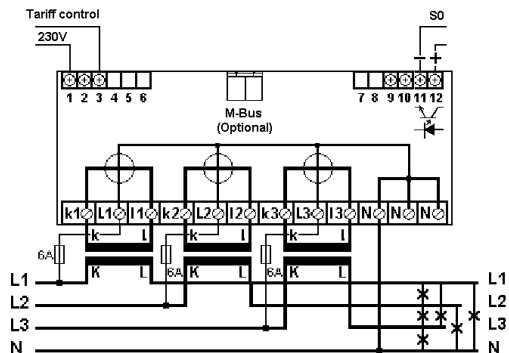 Tariff control
230V
S0
1 2 3 4 5 6
7 8 9 10 11 12
M-Bus
(Optional)
k1 L1 l1 k2 L2 l2 k3 L3 l3 N N N
k l k l k l
6A 6A 6A
K L K L K L
L1 L1
L2 L2
L3 L3
N N